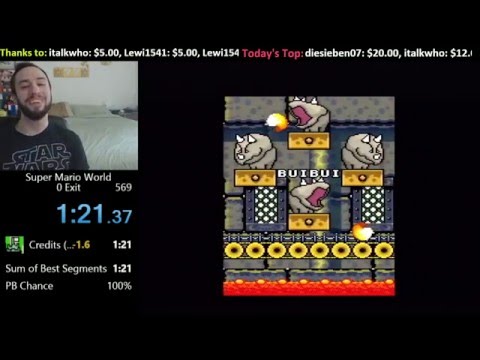 Thanks to: italkwho: $5.00, Lewi1541: $5.00, Lewi154
Today's Top: diesieben07: $20.00, italkwho: $12.
STAR
WARS
Super Mario World
0 Exit 569
1:21.37
Credits (... -1.6 1:21
Sum of Best Segments 1:21
PB Chance 100%
BUIBUI